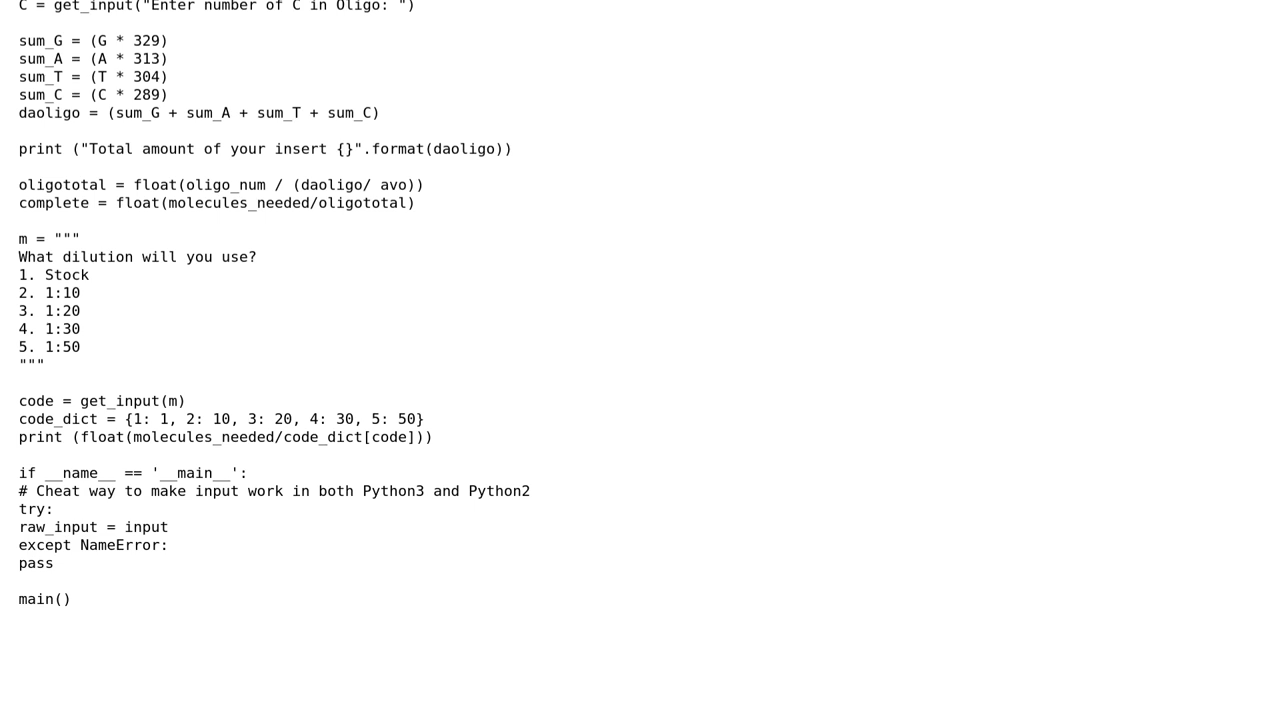 C = get_input("Enter number of C in Oligo: ")
sum_G = (G * 329)
sum_A = (A * 313)
sum_T = (T * 304)
sum_C = (C * 289)
daoligo = (sum_G + sum_A + sum_T + sum_C)
print ("Total amount of your insert {}".format(daoligo))
oligototal = float(oligo_num / (daoligo/ avo))
complete = float(molecules_needed/oligototal)
m = """
What dilution will you use?
1. Stock
2. 1:10
3. 1:20
4. 1:30
5. 1:50
"""
code = get_input(m)
code_dict = {1: 1, 2: 10, 3: 20, 4: 30, 5: 50}
print (float(molecules_needed/code_dict[code]))
if __name__ == '__main__':
# Cheat way to make input work in both Python3 and Python2
try:
raw_input = input
except NameError:
pass
main()